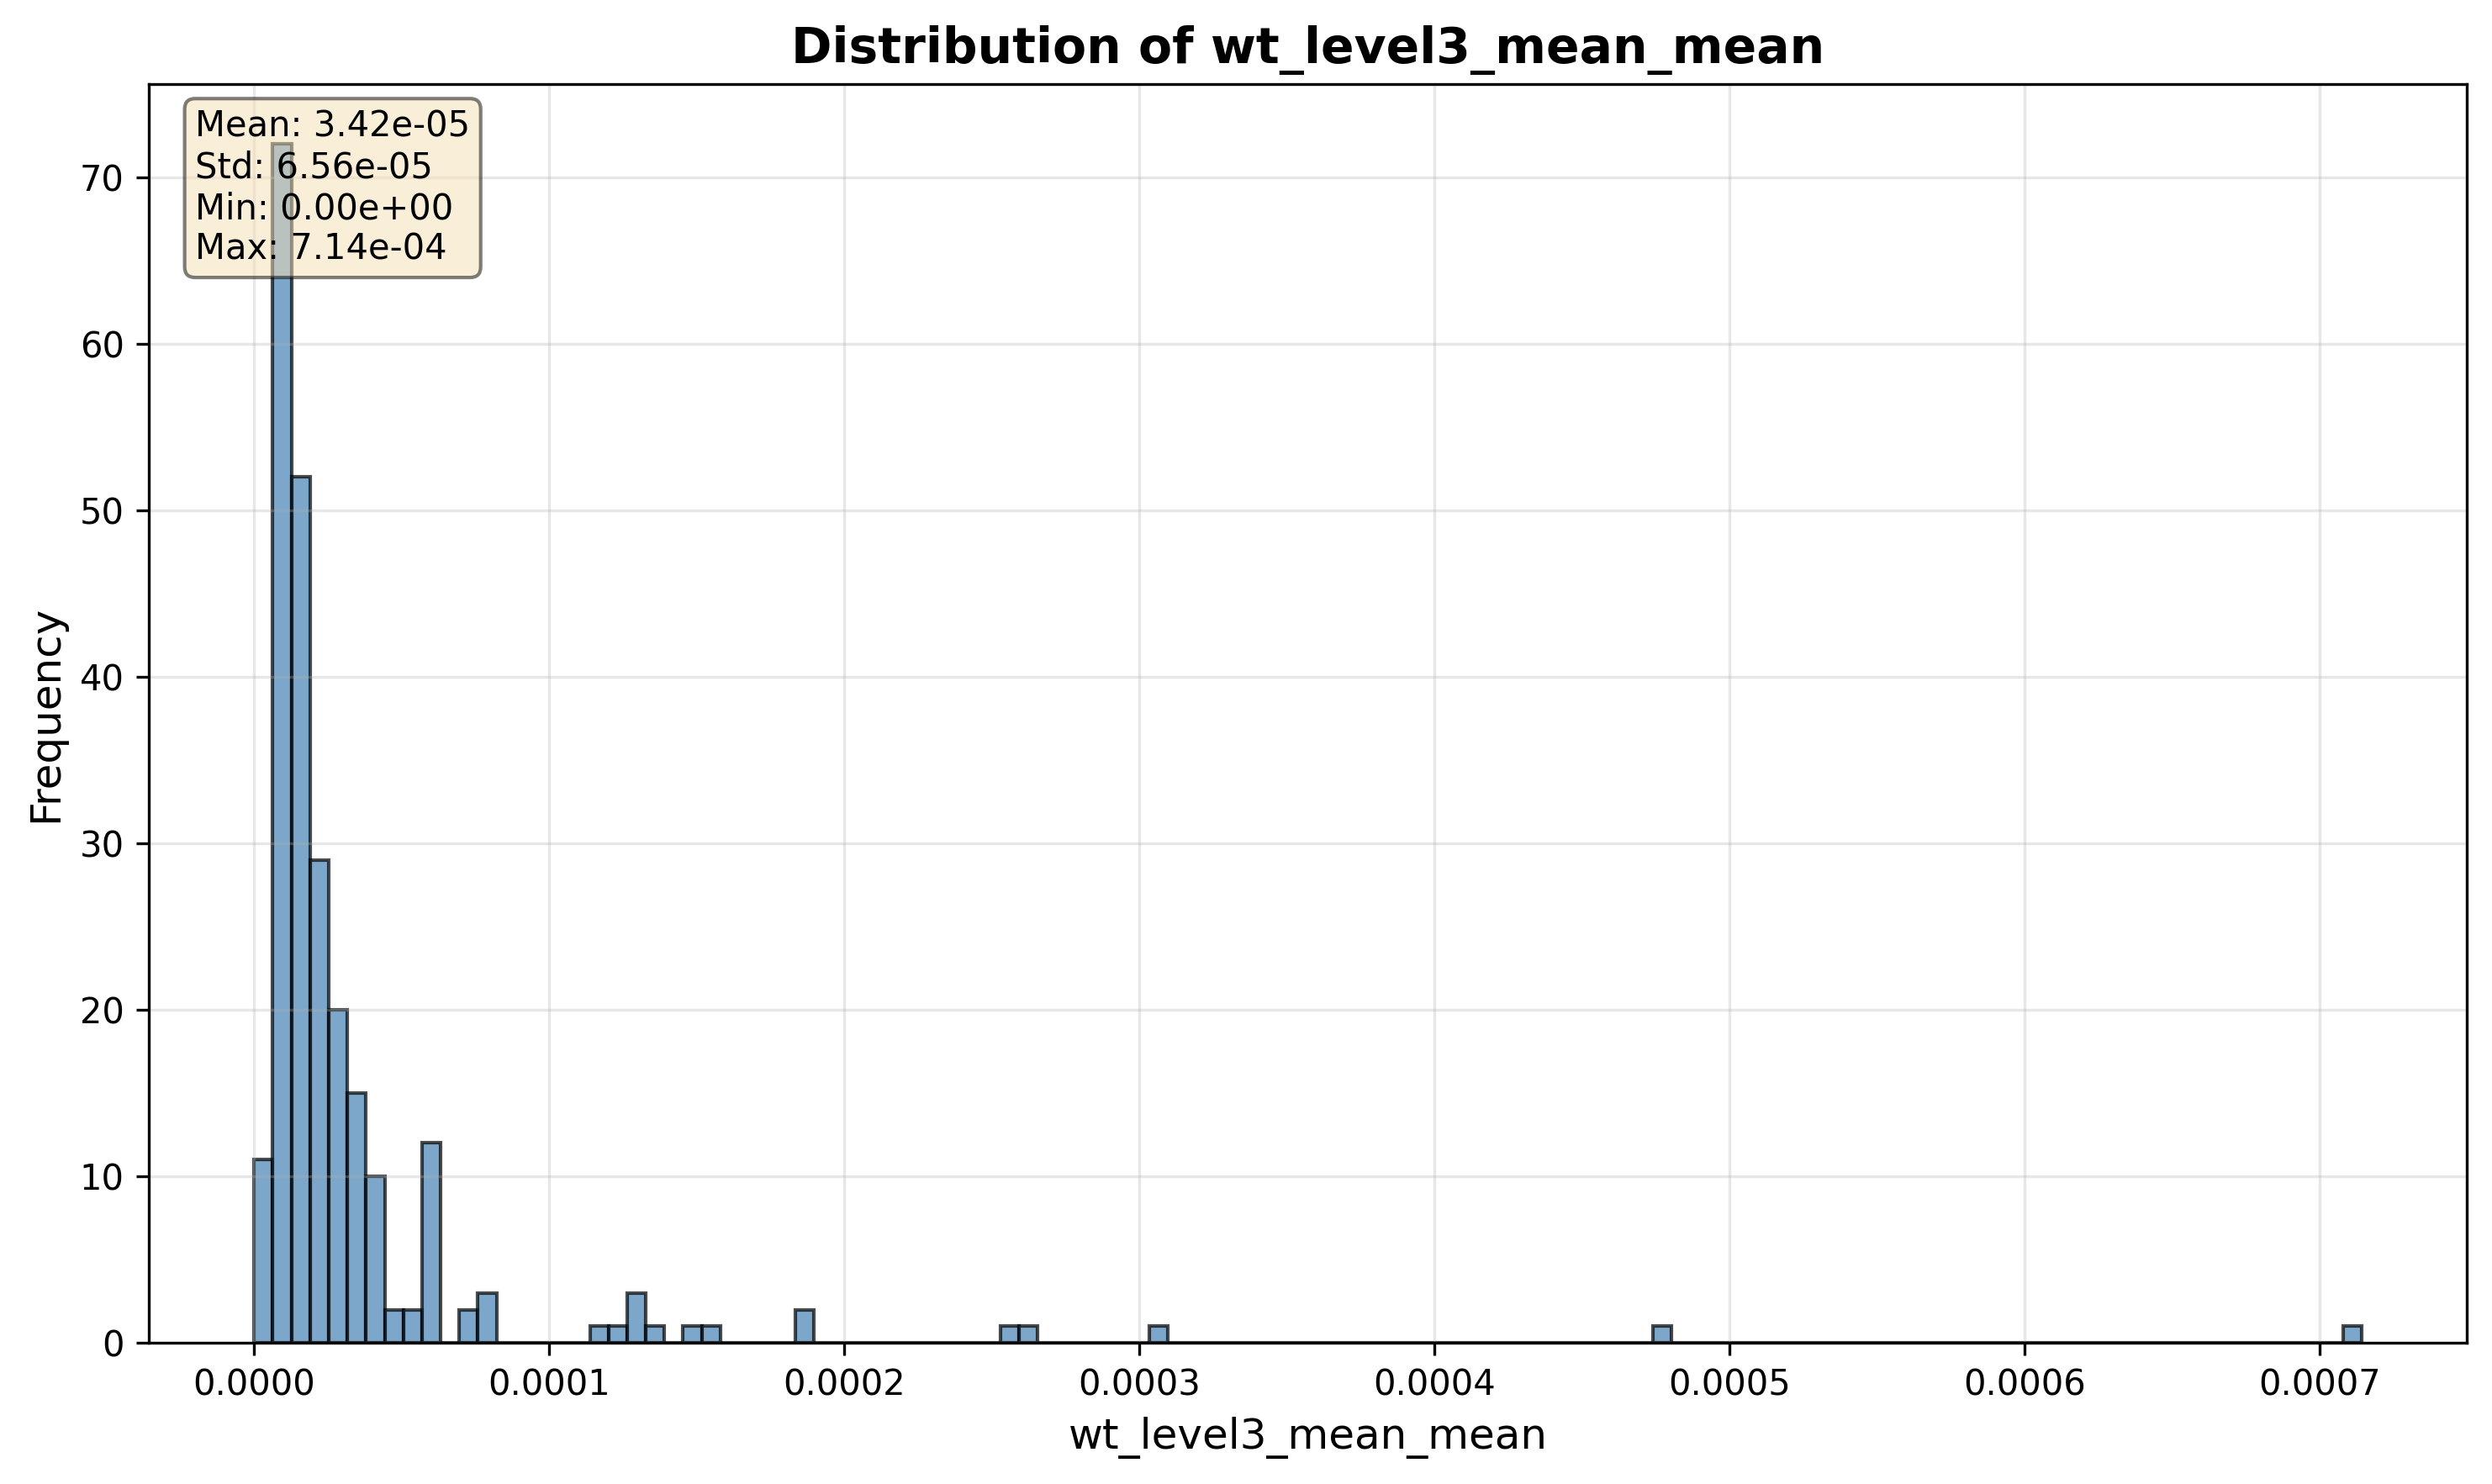 Distribution of wt_level3_mean_mean
Mean: 3.42e-05
Std: 6.56e-05
Min: 0.00e+00
Max: 7.14e-04
70
60
50
40
30
20
10
0
Frequency
0.0000 0.0001 0.0002 0.0003 0.0004 0.0005 0.0006 0.0007
wt_level3_mean_mean